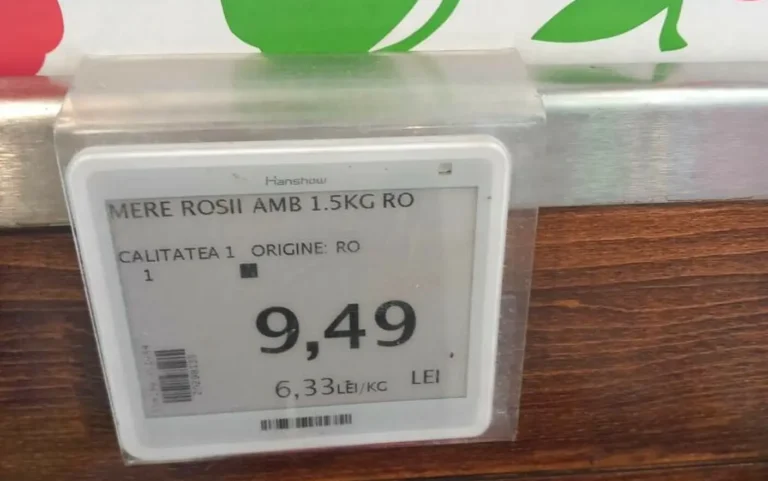 Hanshow
MERE ROSII AMB 1.5KG RO
CALITATEA 1 ORIGINE: RO
1
9,49
6,33LEI/KG LEI